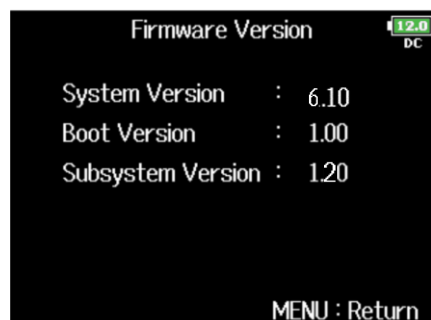 Firmware Version
12.0
DC
System Version : 6.10
Boot Version : 1.00
Subsystem Version : 1.20
MENU : Return